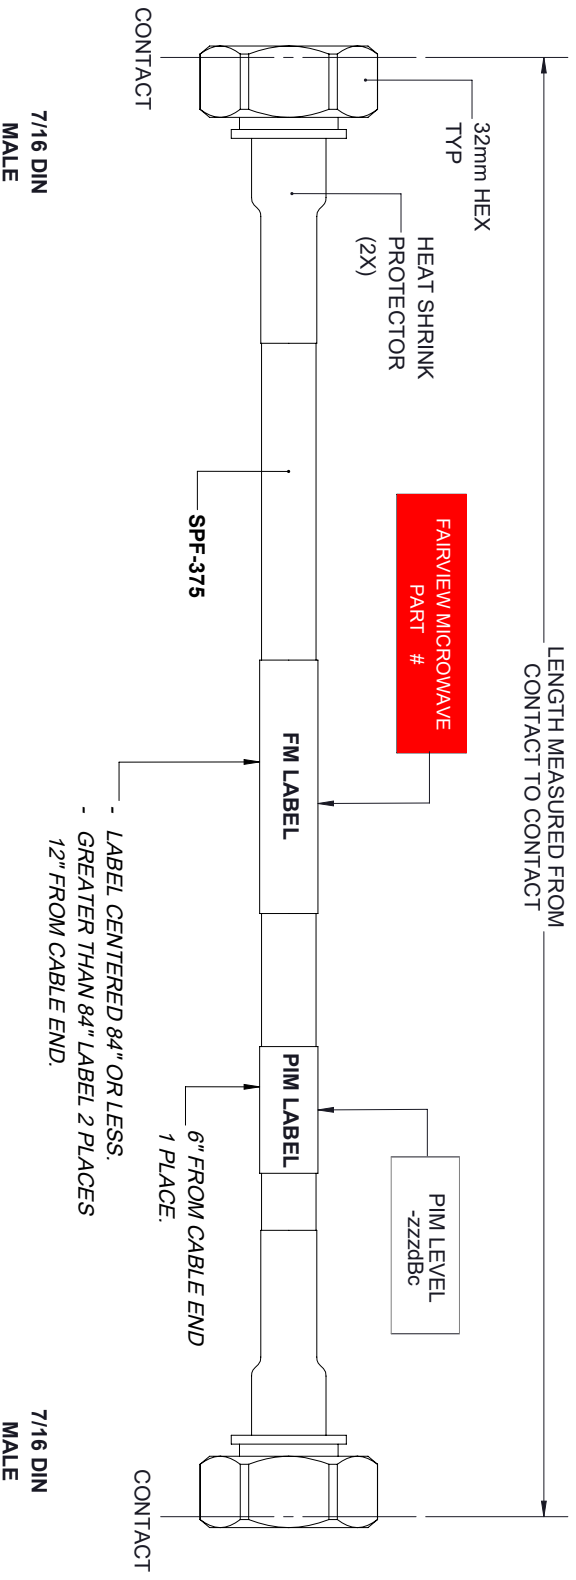 LENGTH MEASURED FROM
CONTACT TO CONTACT
32mm HEX
TYP
HEAT SHRINK
PROTECTOR
(2X)
FAIRVIEW MICROWAVE
PART #
PIM LEVEL
-zzzdBc
FM LABEL
PIM LABEL
SPF-375
6" FROM CABLE END
1 PLACE.
- LABEL CENTERED 84" OR LESS.
- GREATER THAN 84" LABEL 2 PLACES
12" FROM CABLE END.
CONTACT
CONTACT
7/16 DIN
MALE
7/16 DIN
MALE